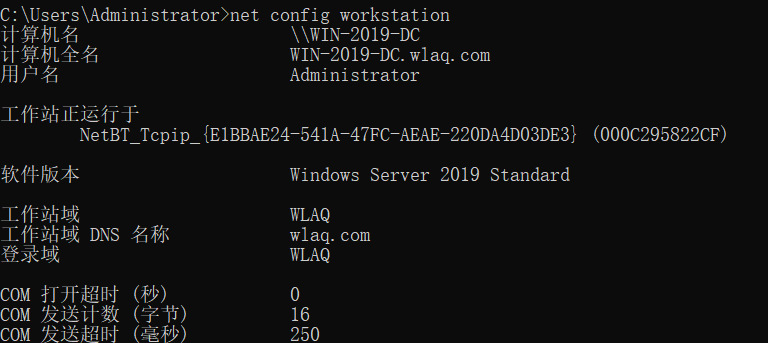 C:\Users\Administrator>net config workstation
计算机名 \\WIN-2019-DC
计算机全名 WIN-2019-DC.wlaq.com
用户名 Administrator
工作站正运行于
NetBT_Tcpip_{E1BBAE24-541A-47FC-AEAE-220DA4D03DE3} (000C295822CF)
软件版本 Windows Server 2019 Standard
工作站域 WLAQ
工作站域 DNS 名称 wlaq.com
登录域 WLAQ
COM 打开超时 (秒) 0
COM 发送计数 (字节) 16
COM 发送超时 (毫秒) 250